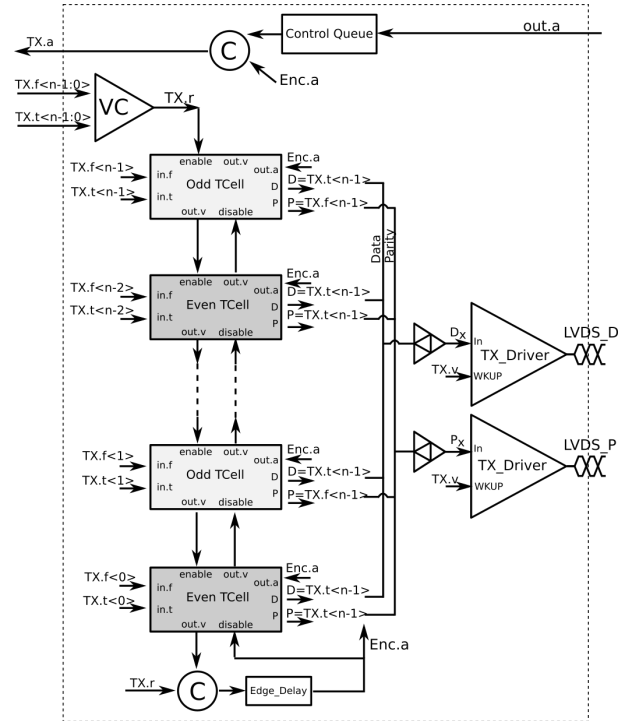 TX.a
C
Control Queue
out.a
Enc.a
TX.f<n-1:0>
TX.t<n-1:0>
VC
TX.r
enable out.v
Enc.a
TX.f<n-1>
in.f
Odd TCell
out.a
D
D=TX.t<n-1>
TX.t<n-1>
in.t
P
P=TX.f<n-1>
out.v disable
Data
Parity
enable out.v
Enc.a
TX.f<n-2>
in.f
Even TCell
out.a
D
D=TX.t<n-1>
TX.t<n-2>
in.t
P
P=TX.t<n-1>
out.v disable
Dx
In
TX_Driver
LVDS_D
TX.v
WKUP
Px
In
TX_Driver
LVDS_P
TX.v
WKUP
enable out.v
Enc.a
TX.f<1>
in.f
Odd TCell
out.a
D
D=TX.t<n-1>
TX.t<1>
in.t
P
P=TX.f<n-1>
out.v disable
enable out.v
Enc.a
TX.f<0>
in.f
Even TCell
out.a
D
D=TX.t<n-1>
TX.t<0>
in.t
P
P=TX.t<n-1>
out.v disable
Enc.a
TX.r
C
Edge_Delay